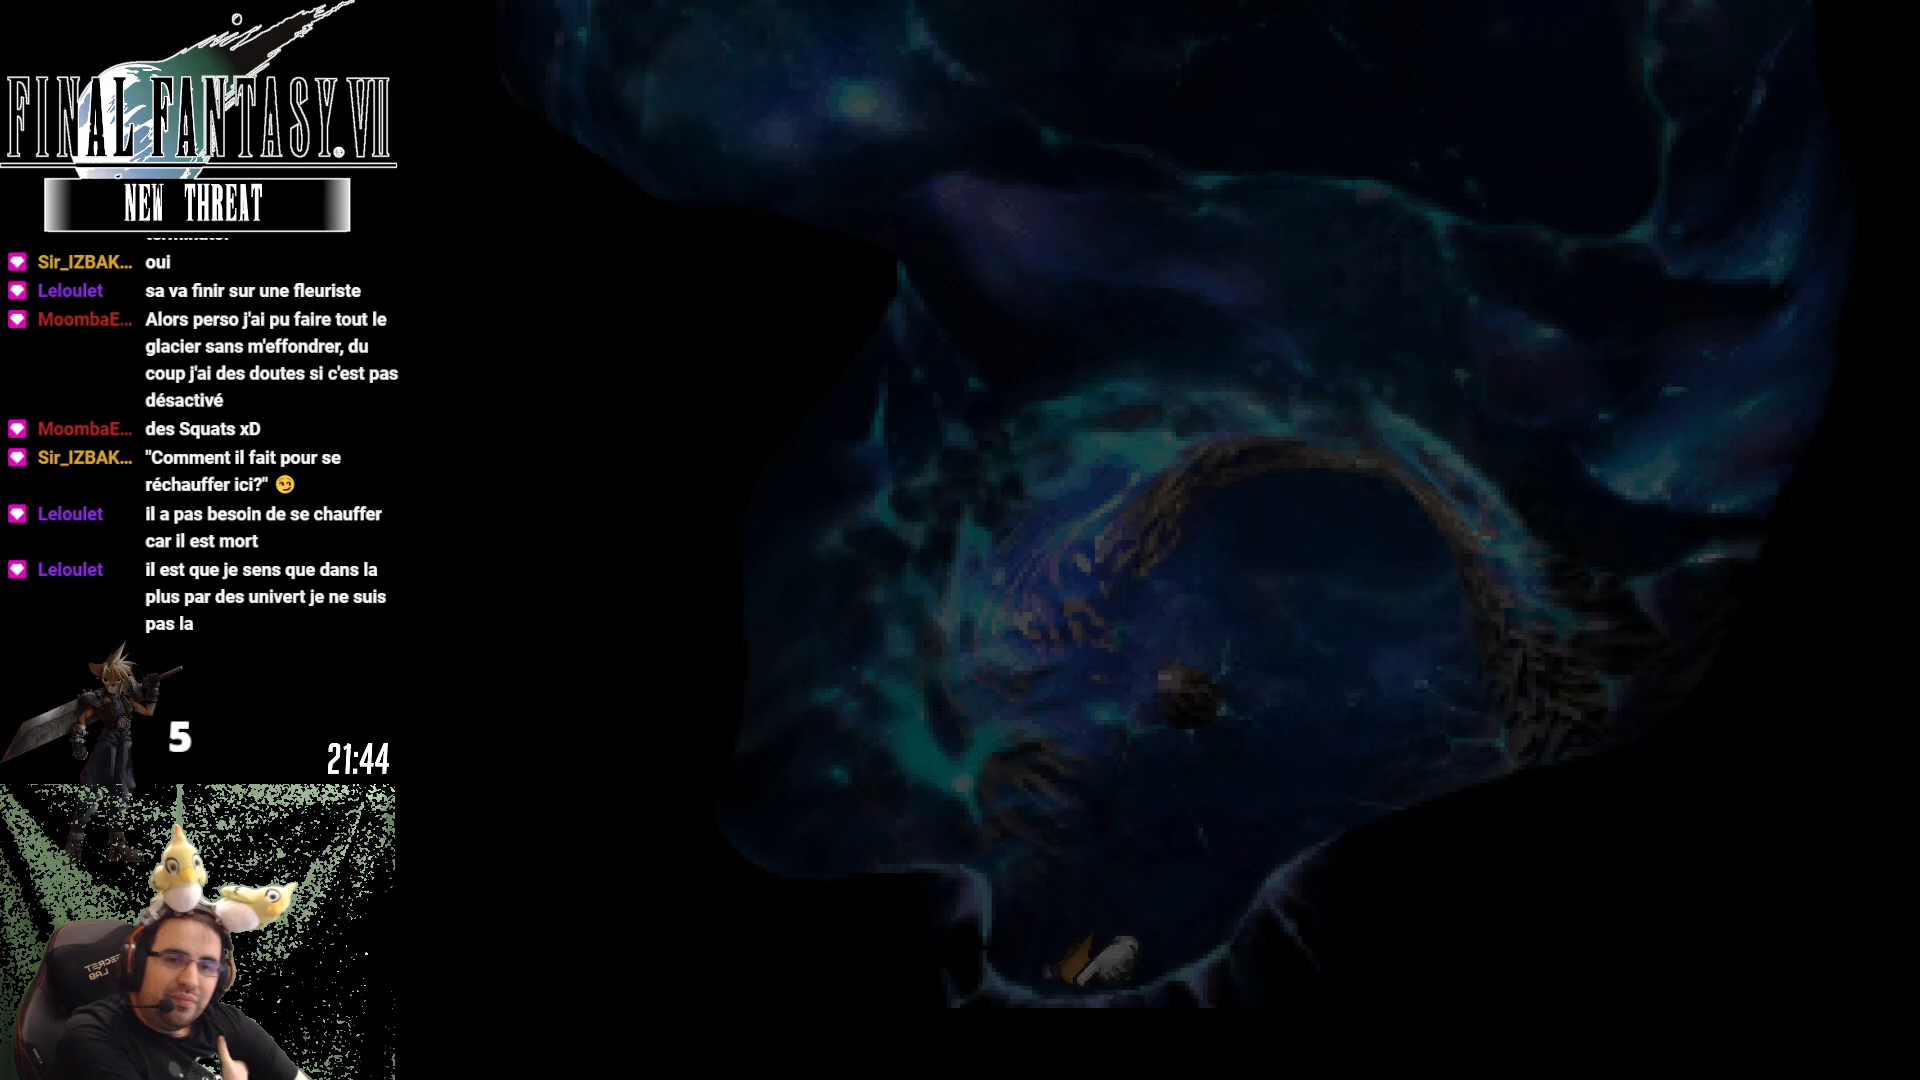 FINAL FANTASY. VII
NEW THREAT
terminator
Sir_IZBAK... oui
Leloulet sa va finir sur une fleuriste
MoombaE... Alors perso j'ai pu faire tout le
glacier sans m'effondrer, du
coup j'ai des doutes si c'est pas
désactivé
MoombaE... des Squats xD
Sir_IZBAK... "Comment il fait pour se
réchauffer ici?" 😏
Leloulet il a pas besoin de se chauffer
car il est mort
Leloulet il est que je sens que dans la
plus par des univert je ne suis
pas la
5
21:44
SECRET
LAB